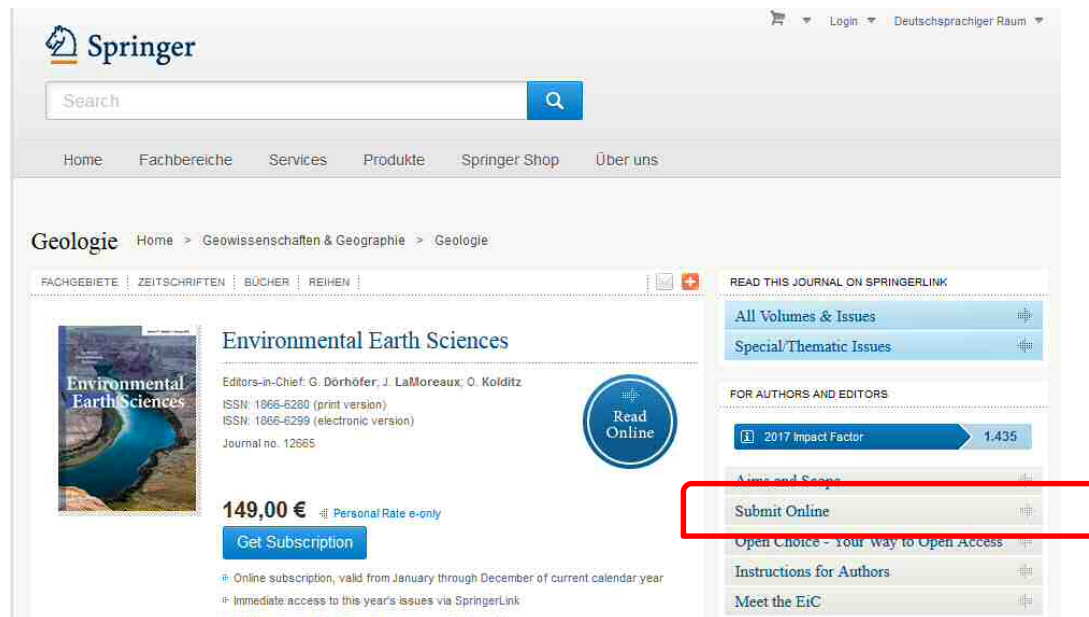 Login Deutschsprachiger Raum
Springer
Search
Home Fachbereiche Services Produkte Springer Shop Über uns
Geologie Home > Geowissenschaften & Geographie > Geologie
FACHGEBIETE ZEITSCHRIFTEN BÜCHER REIHEN
Environmental
Earth Sciences
Environmental Earth Sciences
Editors-in-Chief: G. Dörhöfer; J. LaMoreaux; O. Kolditz
ISSN: 1866-6280 (print version)
ISSN: 1866-6299 (electronic version)
Journal no. 12665
Read
Online
149,00 € Personal Rate e-only
Get Subscription
Online subscription, valid from January through December of current calendar year
Immediate access to this year's issues via SpringerLink
READ THIS JOURNAL ON SPRINGERLINK
All Volumes & Issues
Special/Thematic Issues
FOR AUTHORS AND EDITORS
2017 Impact Factor 1.435
Aims and Scope
Submit Online
Open Choice - Your Way to Open Access
Instructions for Authors
Meet the EiC